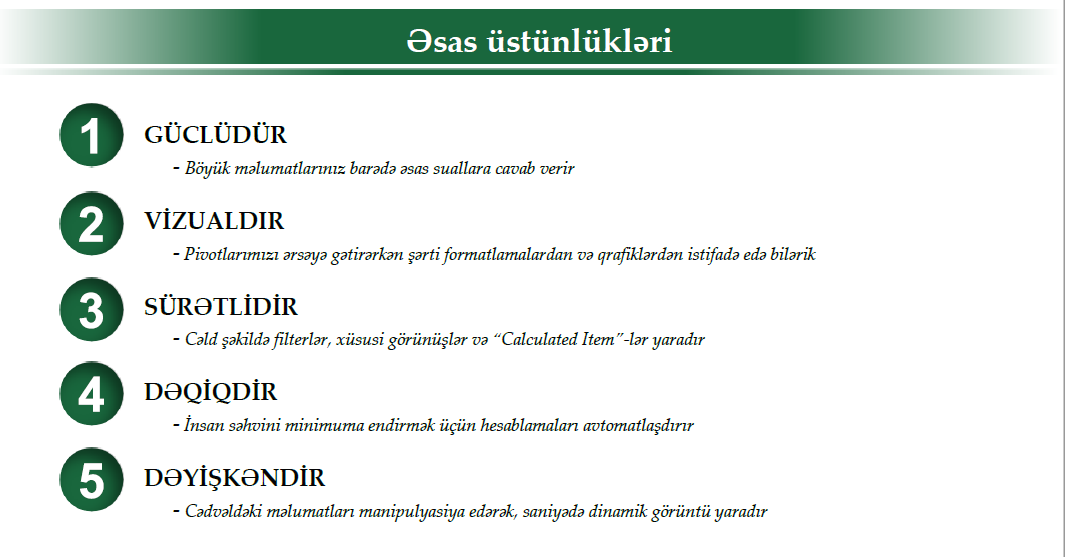 Əsas üstünlükləri
1 GÜCLÜDÜR
- Böyük məlumatlarınız barədə əsas suallara cavab verir
2 VİZUALDIR
- Pivotlarımızı ərsəyə gətirərkən şərti formatlamalardan və qrafiklərdən istifadə edə bilərik
3 SÜRƏTLİDİR
- Cəld şəkildə filterlər, xüsusi görünüşlər və “Calculated Item”-lər yaradır
4 DƏQİQDİR
- İnsan səhvini minimuma endirmək üçün hesablamaları avtomatlaşdırır
5 DƏYİŞKƏNDİR
- Cədvəldəki məlumatları manipulyasiya edərək, saniyədə dinamik görüntü yaradır